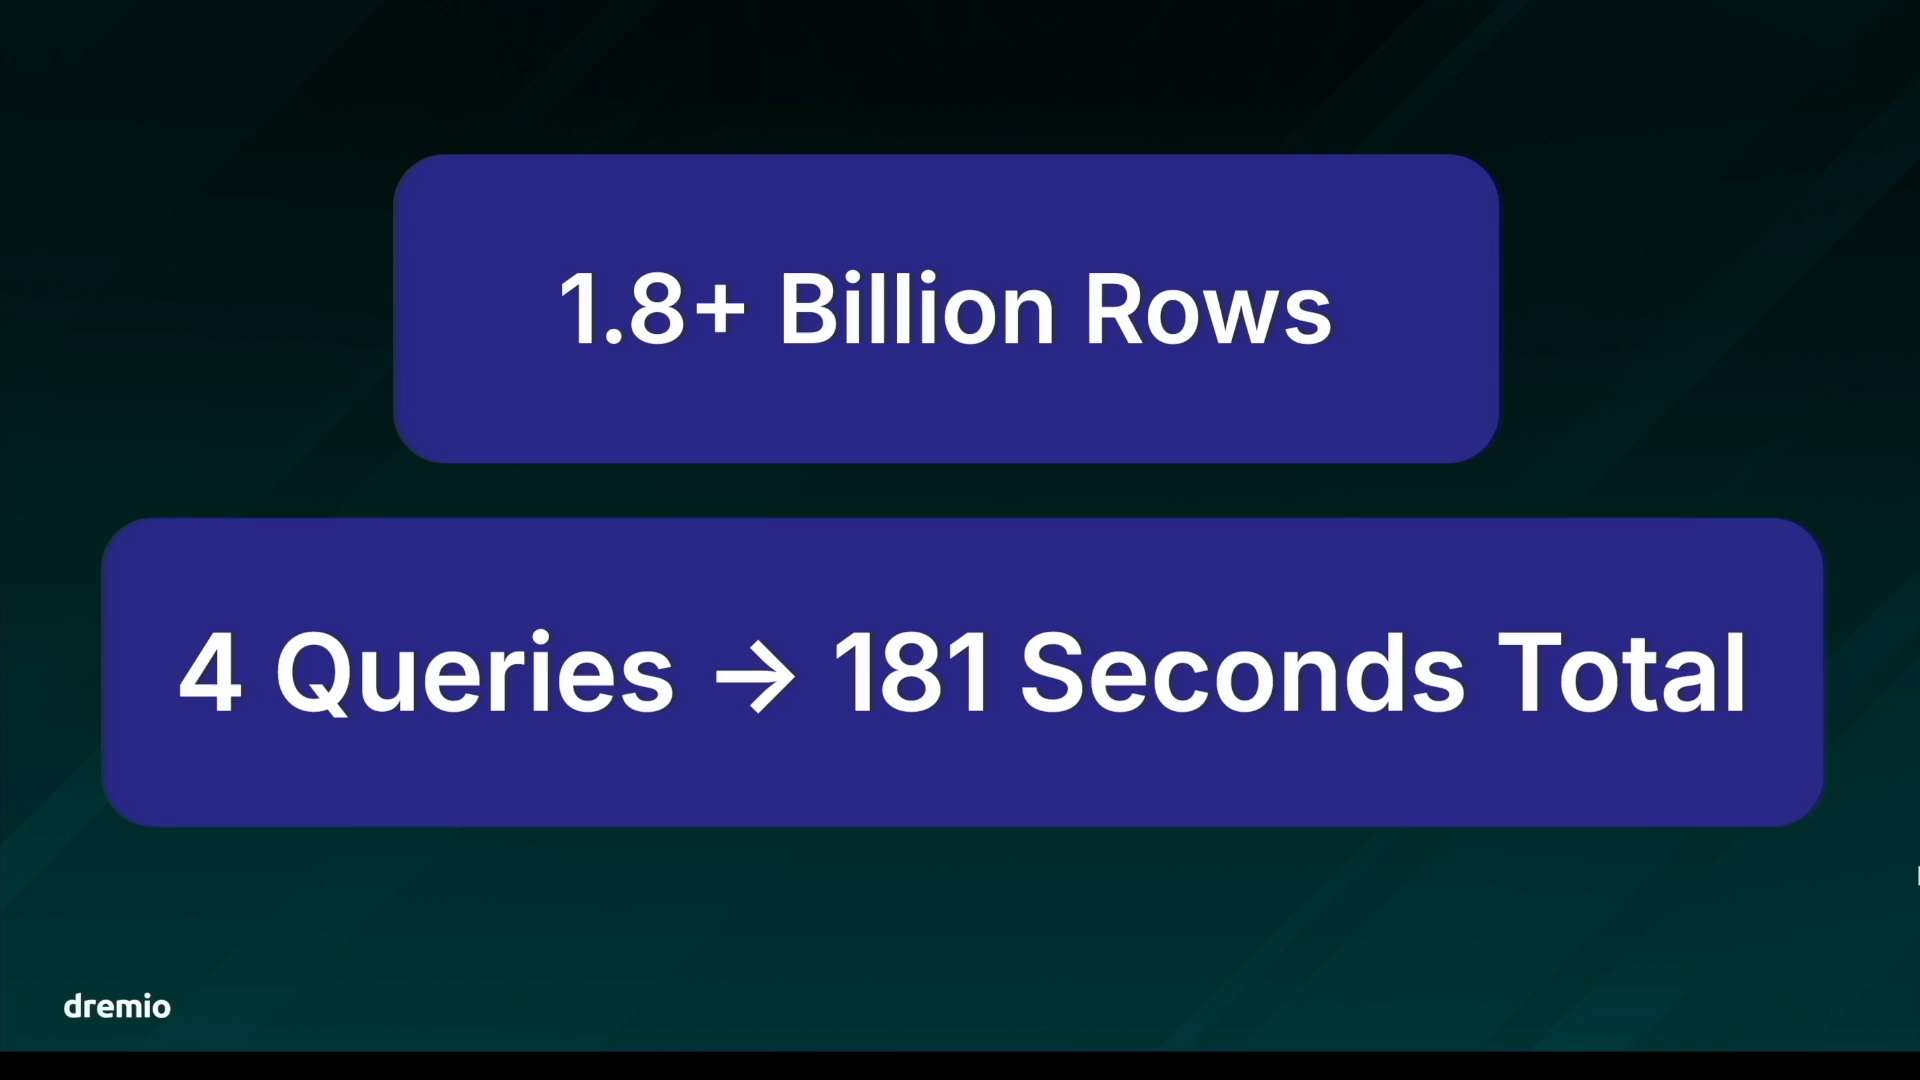 1.8+ Billion Rows
4 Queries → 181 Seconds Total
dremio